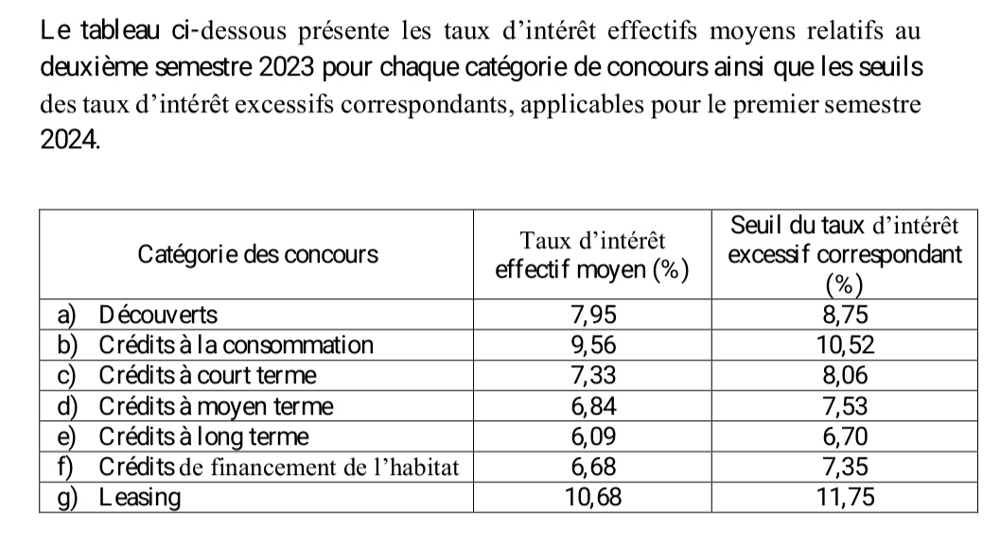 Le tableau ci-dessous présente les taux d’intérêt effectifs moyens relatifs au
deuxième semestre 2023 pour chaque catégorie de concours ainsi que les seuils
des taux d’intérêt excessifs correspondants, applicables pour le premier semestre
2024.
Catégorie des concours
Taux d’intérêt
effectif moyen (%)
Seuil du taux d’intérêt
excessif correspondant
(%)
a) Découverts 7,95 8,75
b) Crédits à la consommation 9,56 10,52
c) Crédits à court terme 7,33 8,06
d) Crédits à moyen terme 6,84 7,53
e) Crédits à long terme 6,09 6,70
f) Crédits de financement de l’habitat 6,68 7,35
g) Leasing 10,68 11,75